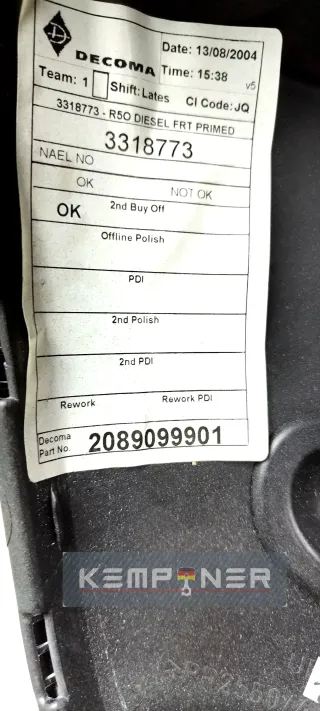 DECOMA
Date: 13/08/2004
Team: 1 Shift: Lates Time: 15:38
CI Code: JQ v5
3318773 - R5O DIESEL FRT PRIMED
3318773
NAEL NO
OK NOT OK
OK 2nd Buy Off
Offline Polish
PDI
2nd Polish
2nd PDI
Rework Rework PDI
Decoma
Part No. 2089099901
KEMPTNER